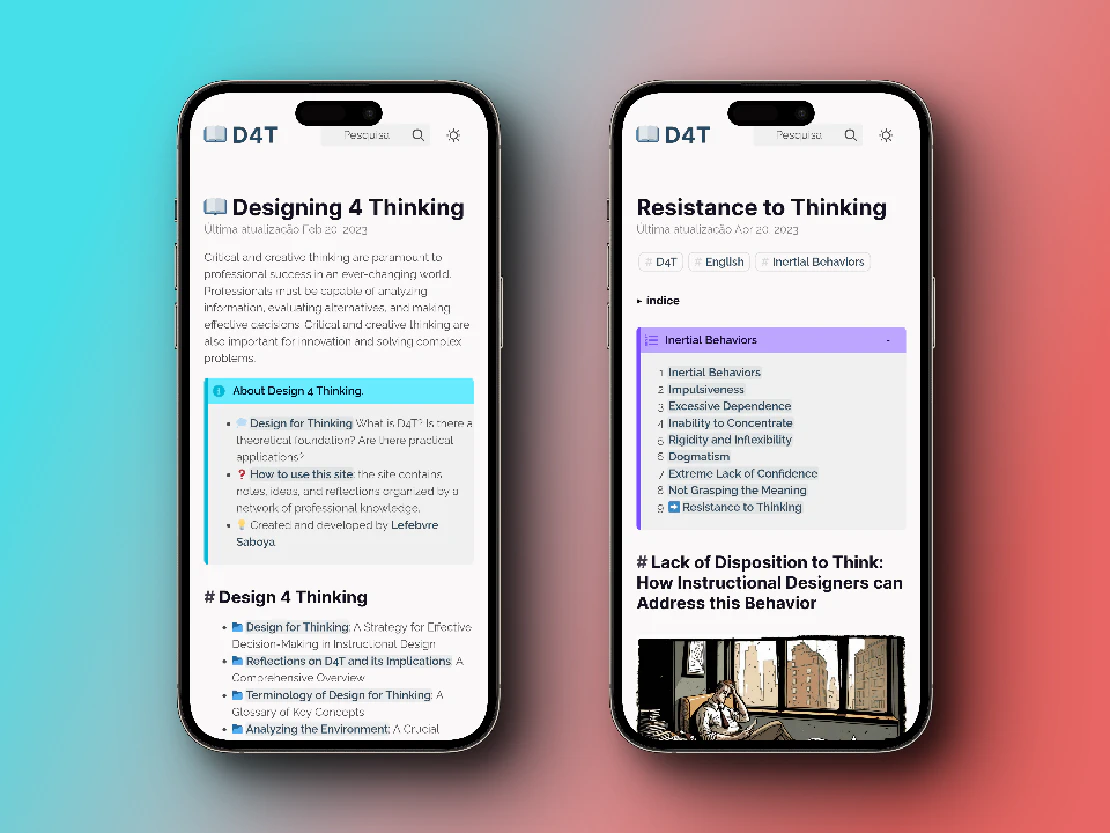 D4T
Pesquisa
Designing 4 Thinking
Última atualização Feb 20, 2023
Critical and creative thinking are paramount to
professional success in an ever-changing world.
Professionals must be capable of analyzing
information, evaluating alternatives, and making
effective decisions. Critical and creative thinking are
also important for innovation and solving complex
problems.
About Design 4 Thinking.
• Design for Thinking What is D4T? Is there a
theoretical foundation? Are there practical
applications?
• ❓ How to use this site: the site contains
notes, ideas, and reflections organized by a
network of professional knowledge.
• 💡 Created and developed by Lefebvre
Saboya
# Design 4 Thinking
Design for Thinking: A Strategy for Effective
Decision-Making in Instructional Design
Reflections on D4T and its Implications: A
Comprehensive Overview
Terminology of Design for Thinking: A
Glossary of Key Concepts
Analyzing the Environment: A Crucial
D4T
Pesquisa
Resistance to Thinking
Última atualização Apr 20, 2023
# D4T # English # Inertial Behaviors
índice
Inertial Behaviors -
1 Inertial Behaviors
2 Impulsiveness
3 Excessive Dependence
4 Inability to Concentrate
5 Rigidity and Inflexibility
6 Dogmatism
7 Extreme Lack of Confidence
8 Not Grasping the Meaning
9 ➡️ Resistance to Thinking
# Lack of Disposition to Think:
How Instructional Designers can
Address this Behavior